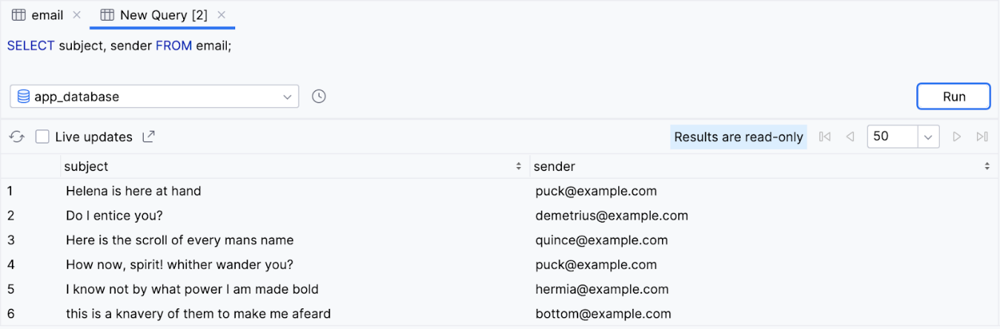 email New Query [2]
SELECT subject, sender FROM email;
app_database Run
Live updates Results are read-only 50
subject sender
1 Helena is here at hand puck@example.com
2 Do I entice you? demetrius@example.com
3 Here is the scroll of every mans name quince@example.com
4 How now, spirit! whither wander you? puck@example.com
5 I know not by what power I am made bold hermia@example.com
6 this is a knavery of them to make me afeard bottom@example.com